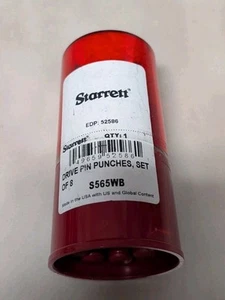 Starrett
EDP: 52586
QTY: 1
DRIVE PIN PUNCHES, SET
OF 8
S565WB
Made in the USA with US and Global Content